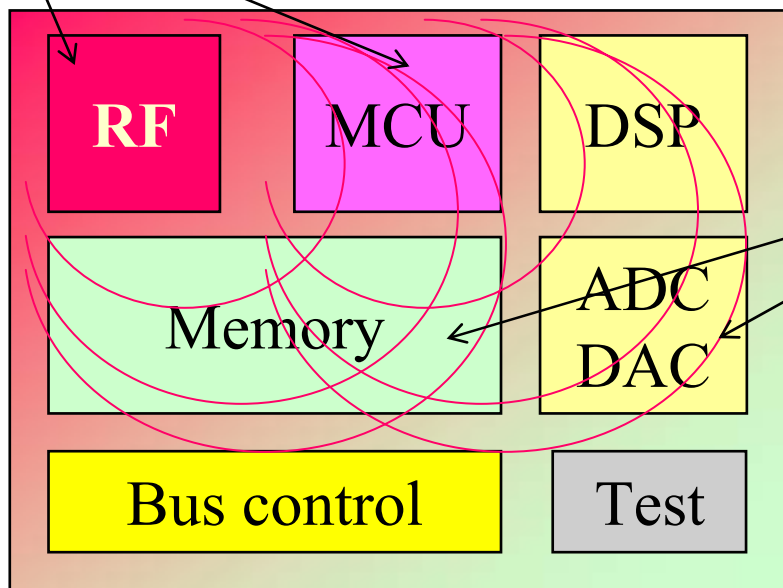 RF
MCU
DSP
Memory
ADC
DAC
Bus control
Test